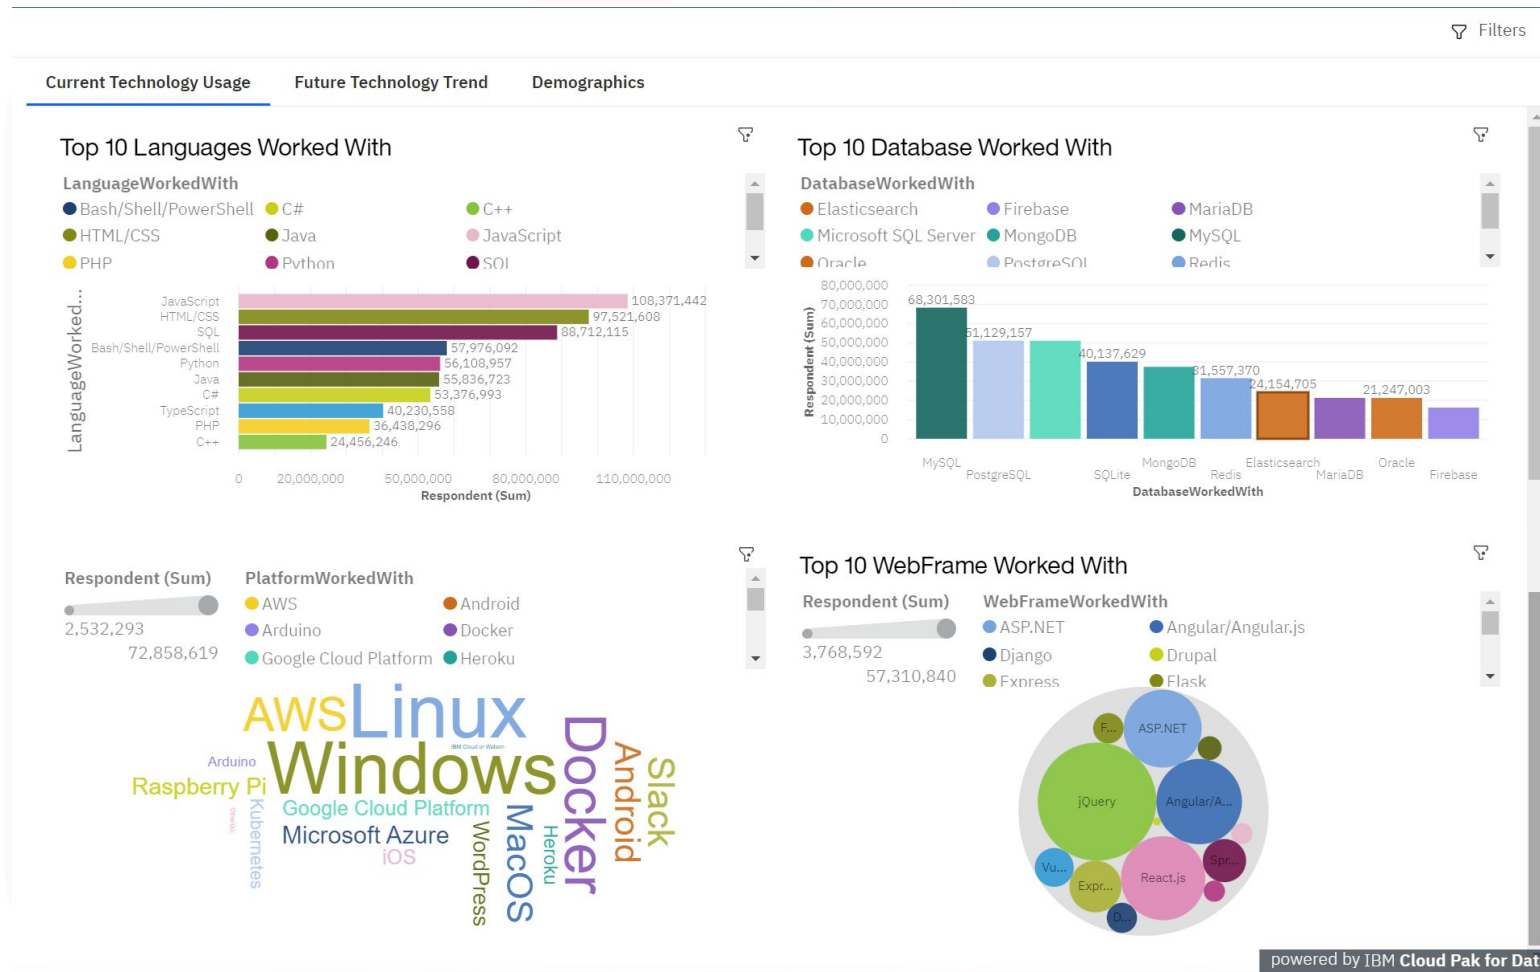 Filters
Current Technology Usage Future Technology Trend Demographics
Top 10 Languages Worked With
LanguageWorkedWith
Bash/Shell/PowerShell C# C++
HTML/CSS Java JavaScript
PHP Python SQL
LanguageWorked...
JavaScript 108,371,442
HTML/CSS 97,521,608
SQL 88,712,115
Bash/Shell/PowerShell 57,976,092
Python 56,108,957
Java 55,836,723
C# 53,376,993
TypeScript 40,230,558
PHP 36,438,296
C++ 24,456,246
0 20,000,000 50,000,000 80,000,000 110,000,000
Respondent (Sum)
Top 10 Database Worked With
DatabaseWorkedWith
Elasticsearch Firebase MariaDB
Microsoft SQL Server MongoDB MySQL
Oracle PostgreSQL Redis
Respondent (Sum)
80,000,000
70,000,000
60,000,000
50,000,000
40,000,000
30,000,000
20,000,000
10,000,000
0
68,301,583
51,129,157
40,137,629
31,557,370
24,154,705
21,247,003
MySQL MongoDB Elasticsearch Oracle
PostgreSQL SQLite Redis MariaDB Firebase
DatabaseWorkedWith
Respondent (Sum)
2,532,293
72,858,619
PlatformWorkedWith
AWS Android
Arduino Docker
Google Cloud Platform Heroku
AWS
Linux
IBM Cloud or Watson
Windows
Arduino
Raspberry Pi
Google Cloud Platform
Microsoft Azure
iOS
Kubernetes
Other(s)
WordPress
MacOS
Heroku
Docker
Android
Slack
Top 10 WebFrame Worked With
Respondent (Sum)
3,768,592
57,310,840
WebFrameWorkedWith
ASP.NET Angular/Angular.js
Django Drupal
Express Flask
F...
ASP.NET
jQuery
Angular/A...
Vu...
Expr...
React.js
Spr...
D...
powered by IBM Cloud Pak for Dat